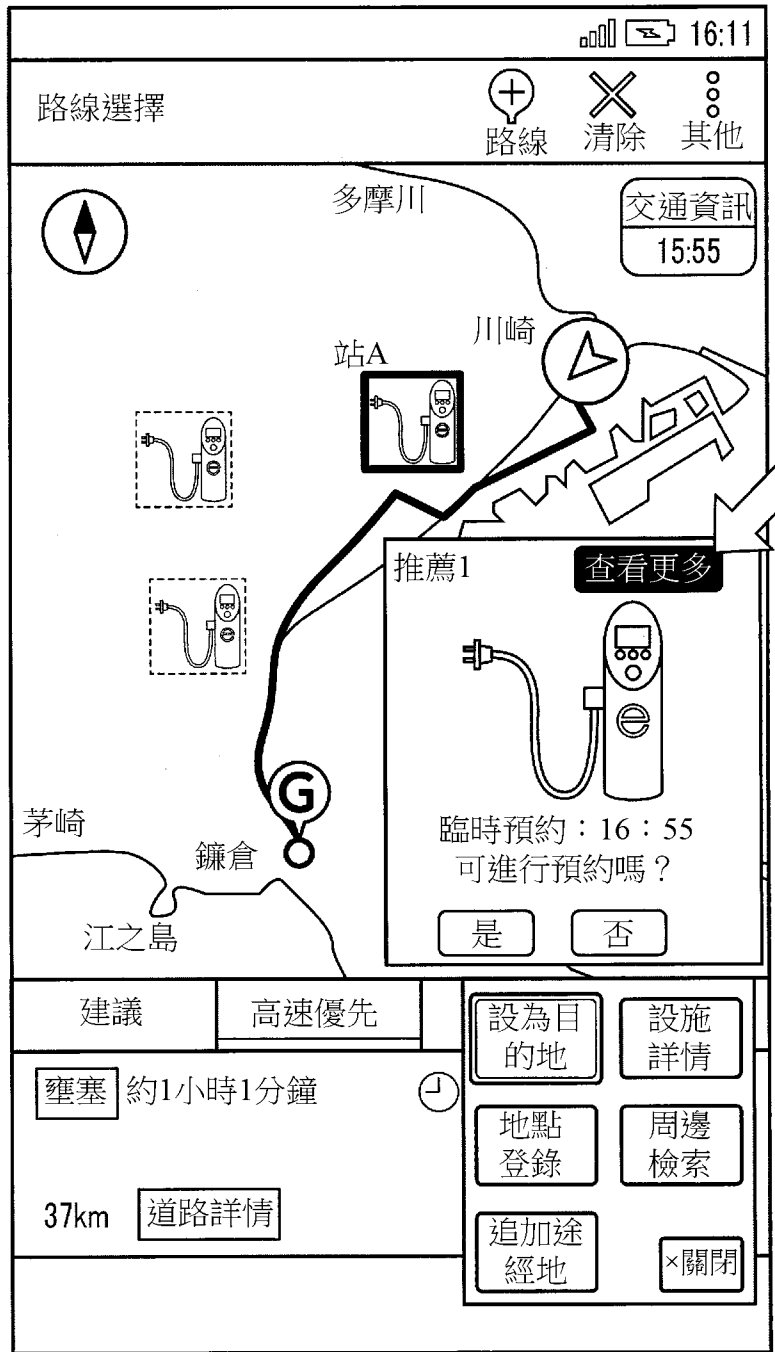 16:11
路線選擇
路線
清除
其他
多摩川
交通資訊
15:55
川崎
站A
推薦1
查看更多
G
臨時預約：16：55
可進行預約嗎？
是
否
茅崎
鐮倉
江之島
建議
高速優先
壅塞
約1小時1分鐘
37km
道路詳情
設為目
的地
設施
詳情
地點
登錄
周邊
檢索
追加途
經地
×關閉